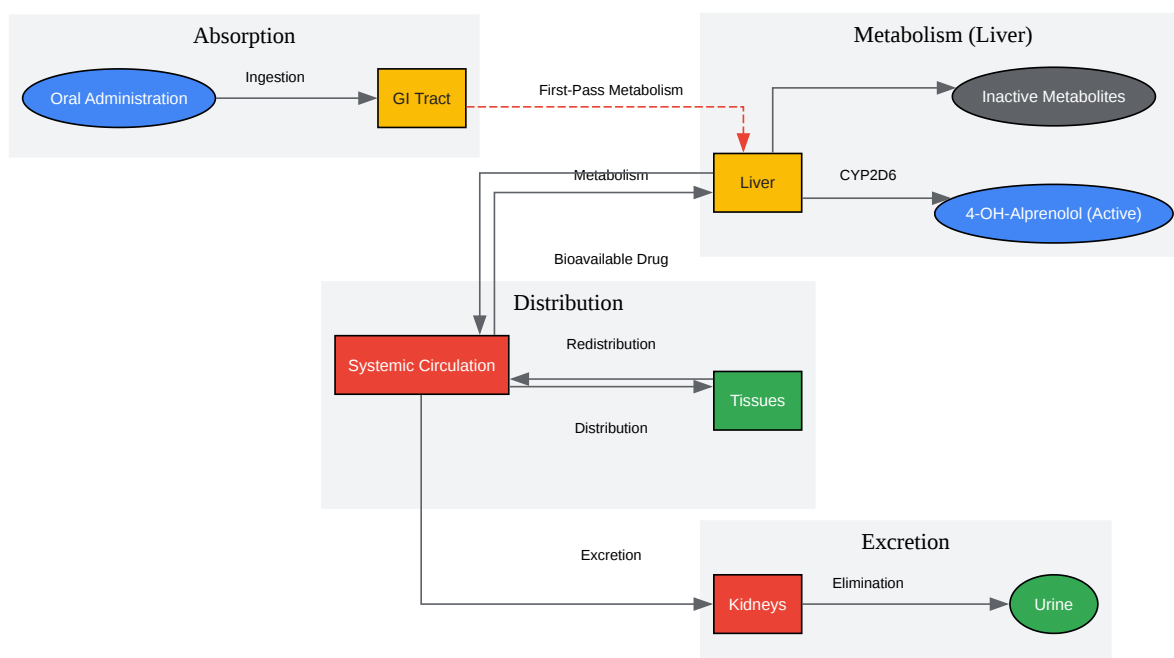 Absorption
Oral Administration
Ingestion
GI Tract
First-Pass Metabolism
Metabolism (Liver)
Inactive Metabolites
Liver
CYP2D6
4-OH-Alprenolol (Active)
Metabolism
Bioavailable Drug
Distribution
Systemic Circulation
Redistribution
Tissues
Distribution
Excretion
Excretion
Kidneys
Elimination
Urine